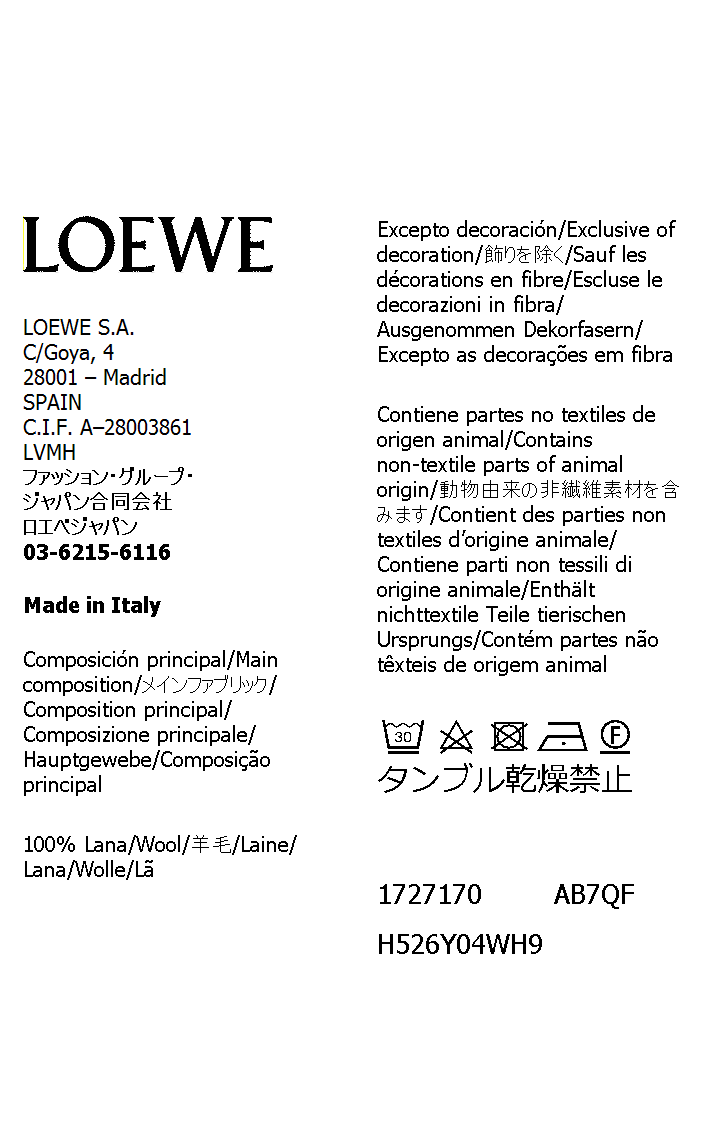 LOEWE
LOEWE S.A.
C/Goya, 4
28001 – Madrid
SPAIN
C.I.F. A–28003861
LVMH
ファッション・グループ・
ジャパン合同会社
ロエベジャパン
03-6215-6116
Made in Italy
Composición principal/Main
composition/メインファブリック/
Composition principal/
Composizione principale/
Hauptgewebe/Composição
principal
100% Lana/Wool/羊毛/Laine/
Lana/Wolle/Lã
Excepto decoración/Exclusive of
decoration/飾りを除く/Sauf les
décorations en fibre/Escluse le
decorazioni in fibra/
Ausgenommen Dekorfasern/
Excepto as decorações em fibra
Contiene partes no textiles de
origen animal/Contains
non-textile parts of animal
origin/動物由来の非繊維素材を含
みます/Contient des parties non
textiles d’origine animale/
Contiene parti non tessili di
origine animale/Enthält
nichttextile Teile tierischen
Ursprungs/Contém partes não
têxteis de origem animal
30 F
タンブル乾燥禁止
1727170 AB7QF
H526Y04WH9